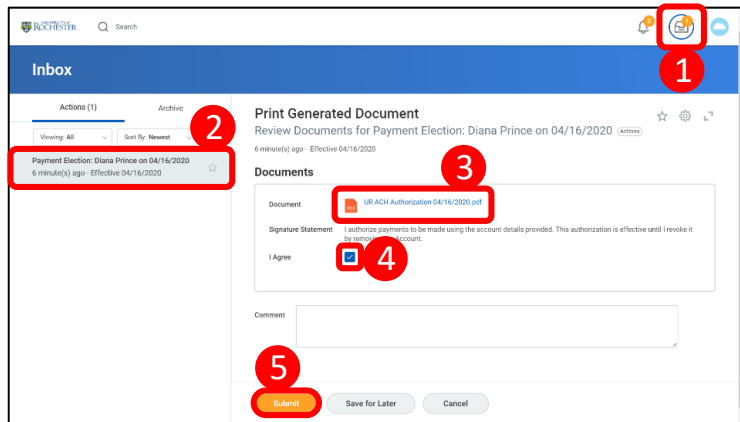 UNIVERSITY of
ROCHESTER
Search
1
Inbox
1
Actions (1)
Archive
Viewing: All
Sort By: Newest
2
Payment Election: Diana Prince on 04/16/2020
6 minute(s) ago - Effective 04/16/2020
Print Generated Document
Review Documents for Payment Election: Diana Prince on 04/16/2020 Actions
6 minute(s) ago - Effective 04/16/2020
Documents
3
Document
PDF
UR ACH Authorization 04/16/2020.pdf
Signature Statement
I authorize payments to be made using the account details provided. This authorization is effective until I revoke it
by Account.
I Agree
4
Comment
5
Submit
Save for Later
Cancel